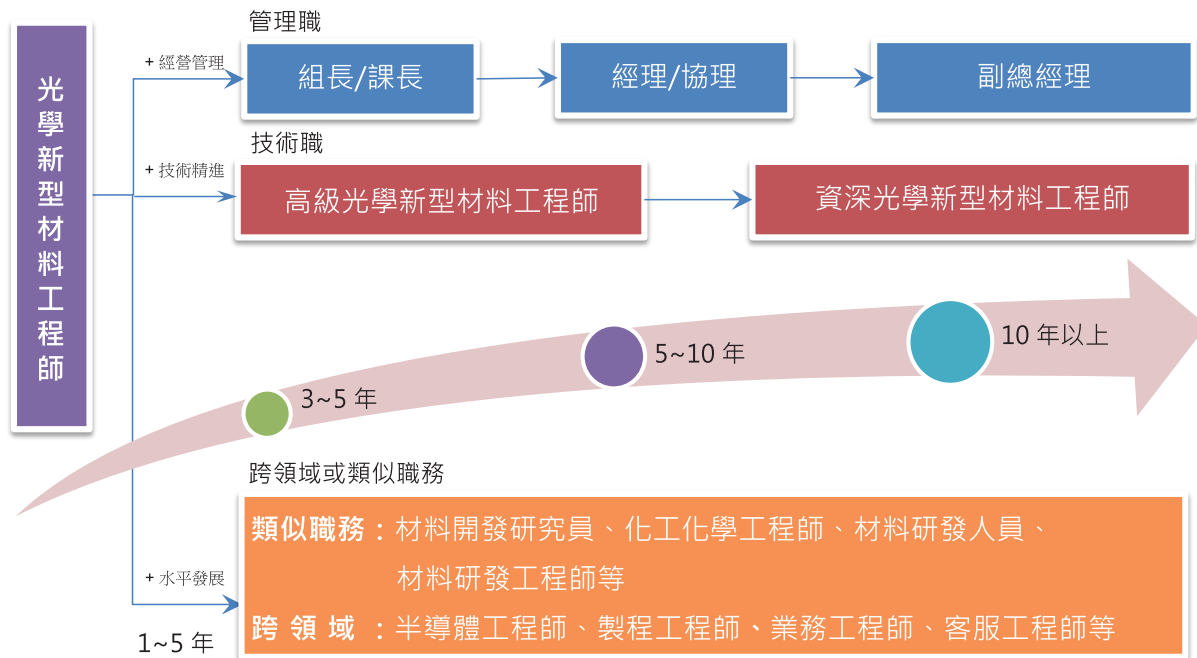 光學新型材料工程師
管理職
+ 經營管理
組長/課長
經理/協理
副總經理
技術職
+ 技術精進
高級光學新型材料工程師
資深光學新型材料工程師
10 年以上
5~10 年
3~5 年
跨領域或類似職務
類似職務：材料開發研究員、化工化學工程師、材料研發人員、
材料研發工程師等
+ 水平發展
跨 領 域 ：半導體工程師、製程工程師、業務工程師、客服工程師等
1~5 年